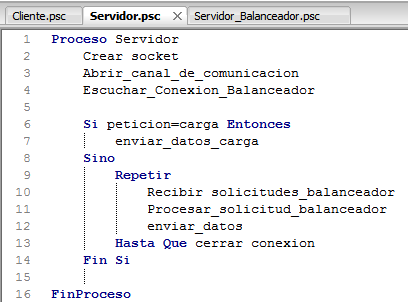 Cliente.psc Servidor.psc X Servidor_Balanceador.psc
1 Proceso Servidor
2 Crear socket
3 Abrir_canal_de_comunicacion
4 Escuchar_Conexion_Balanceador
5
6 Si peticion=carga Entonces
7 enviar_datos_carga
8 Sino
9 Repetir
10 Recibir solicitudes_balanceador
11 Procesar_solicitud_balanceador
12 enviar_datos
13 Hasta Que cerrar conexion
14 Fin Si
15
16 FinProceso